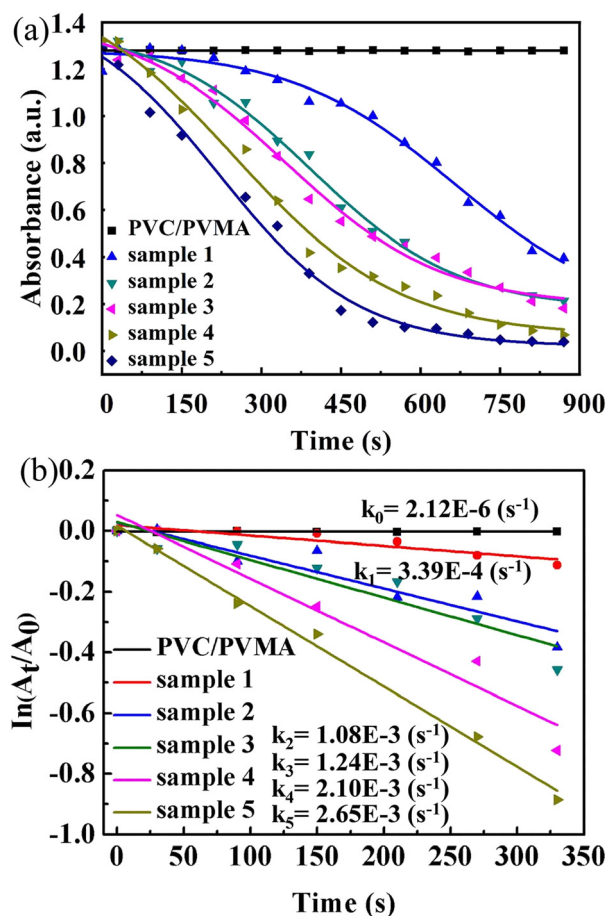 (a)
1.4
1.2
1.0
0.8
0.6
0.4
0.2
0.0
Absorbance (a.u.)
PVC/PVMA
sample 1
sample 2
sample 3
sample 4
sample 5
0 150 300 450 600 750 900
Time (s)
(b)
0.2
0.0
-0.2
-0.4
-0.6
-0.8
-1.0
In(At/A0)
k0= 2.12E-6 (s-1)
k1= 3.39E-4 (s-1)
PVC/PVMA
sample 1
sample 2
sample 3
sample 4
sample 5
k2= 1.08E-3 (s-1)
k3= 1.24E-3 (s-1)
k4= 2.10E-3 (s-1)
k5= 2.65E-3 (s-1)
0 50 100 150 200 250 300 350
Time (s)